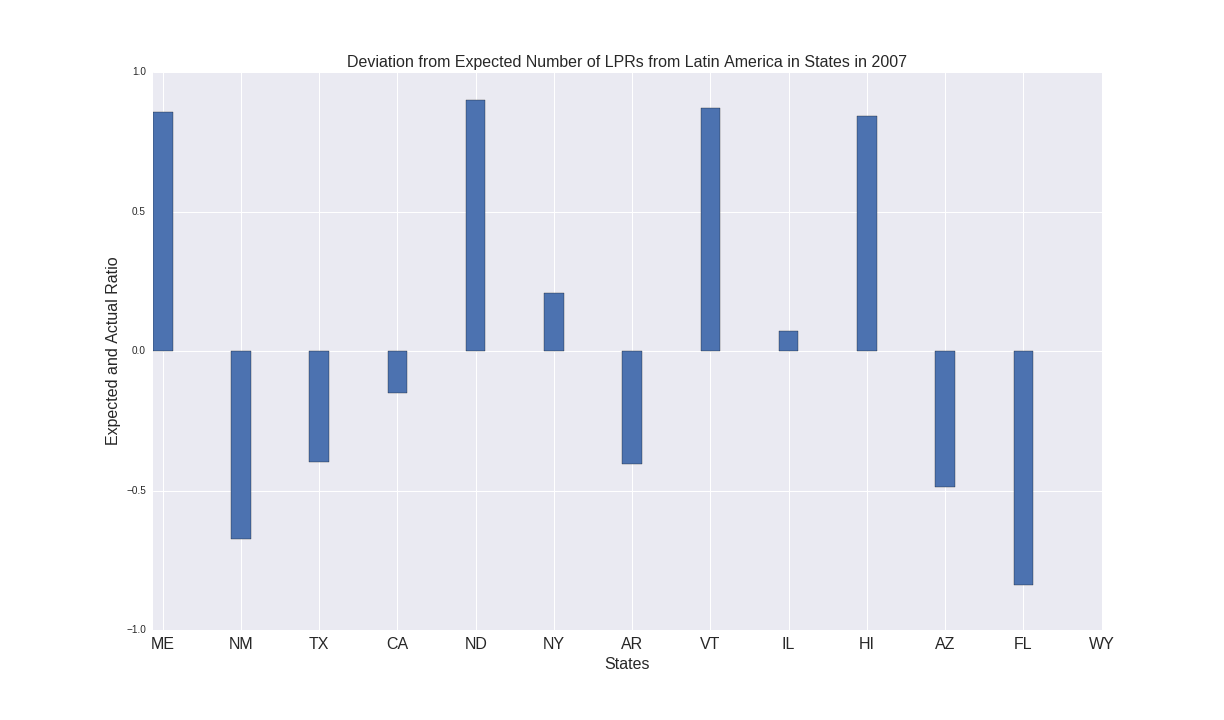 Deviation from Expected Number of LPRs from Latin America in States in 2007
1.0
0.5
0.0
−0.5
−1.0
Expected and Actual Ratio
ME NM TX CA ND NY AR VT IL HI AZ FL WY
States